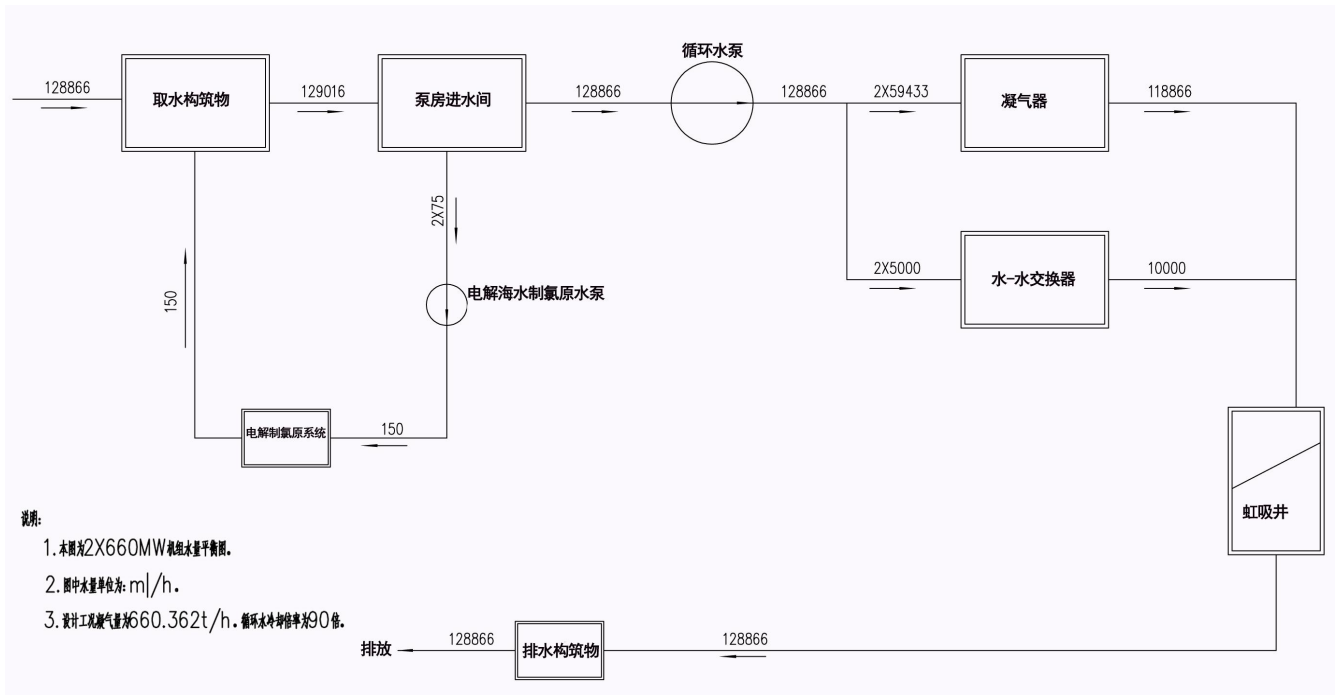 循环水泵
128866
取水构筑物
129016
泵房进水间
128866
128866
2X59433
凝气器
118866
2X75
2X5000
水-水交换器
10000
150
电解海水制氯原水泵
电解制氯原系统
150
虹吸井
说明:
1.本图为2X660MW机组水量平衡图.
2.图中水量单位为:m|/h.
3.设计工况凝气量为660.362t/h.循环水冷却倍率为90倍.
排放
128866
排水构筑物
128866